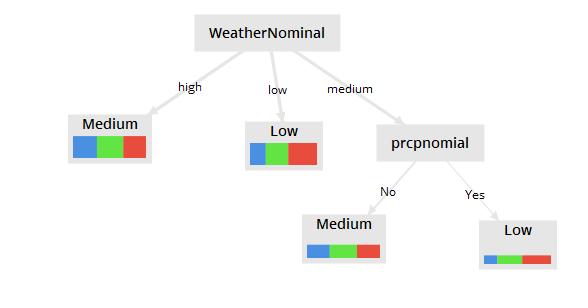 WeatherNominal
high
low
medium
Medium
Low
prcpnomial
No
Yes
Medium
Low